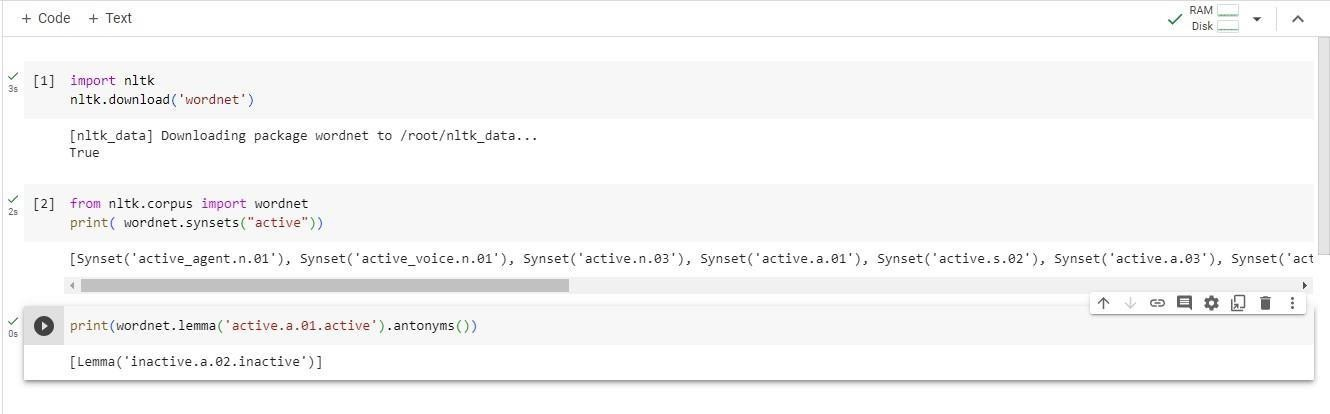 + Code + Text
RAM
Disk
[1]
import nltk
nltk.download('wordnet')
3s
[nltk_data] Downloading package wordnet to /root/nltk_data...
True
[2]
from nltk.corpus import wordnet
print( wordnet.synsets("active"))
2s
[Synset('active_agent.n.01'), Synset('active_voice.n.01'), Synset('active.n.03'), Synset('active.a.01'), Synset('active.s.02'), Synset('active.a.03'), Synset('act
print(wordnet.lemma('active.a.01.active').antonyms())
0s
[Lemma('inactive.a.02.inactive')]